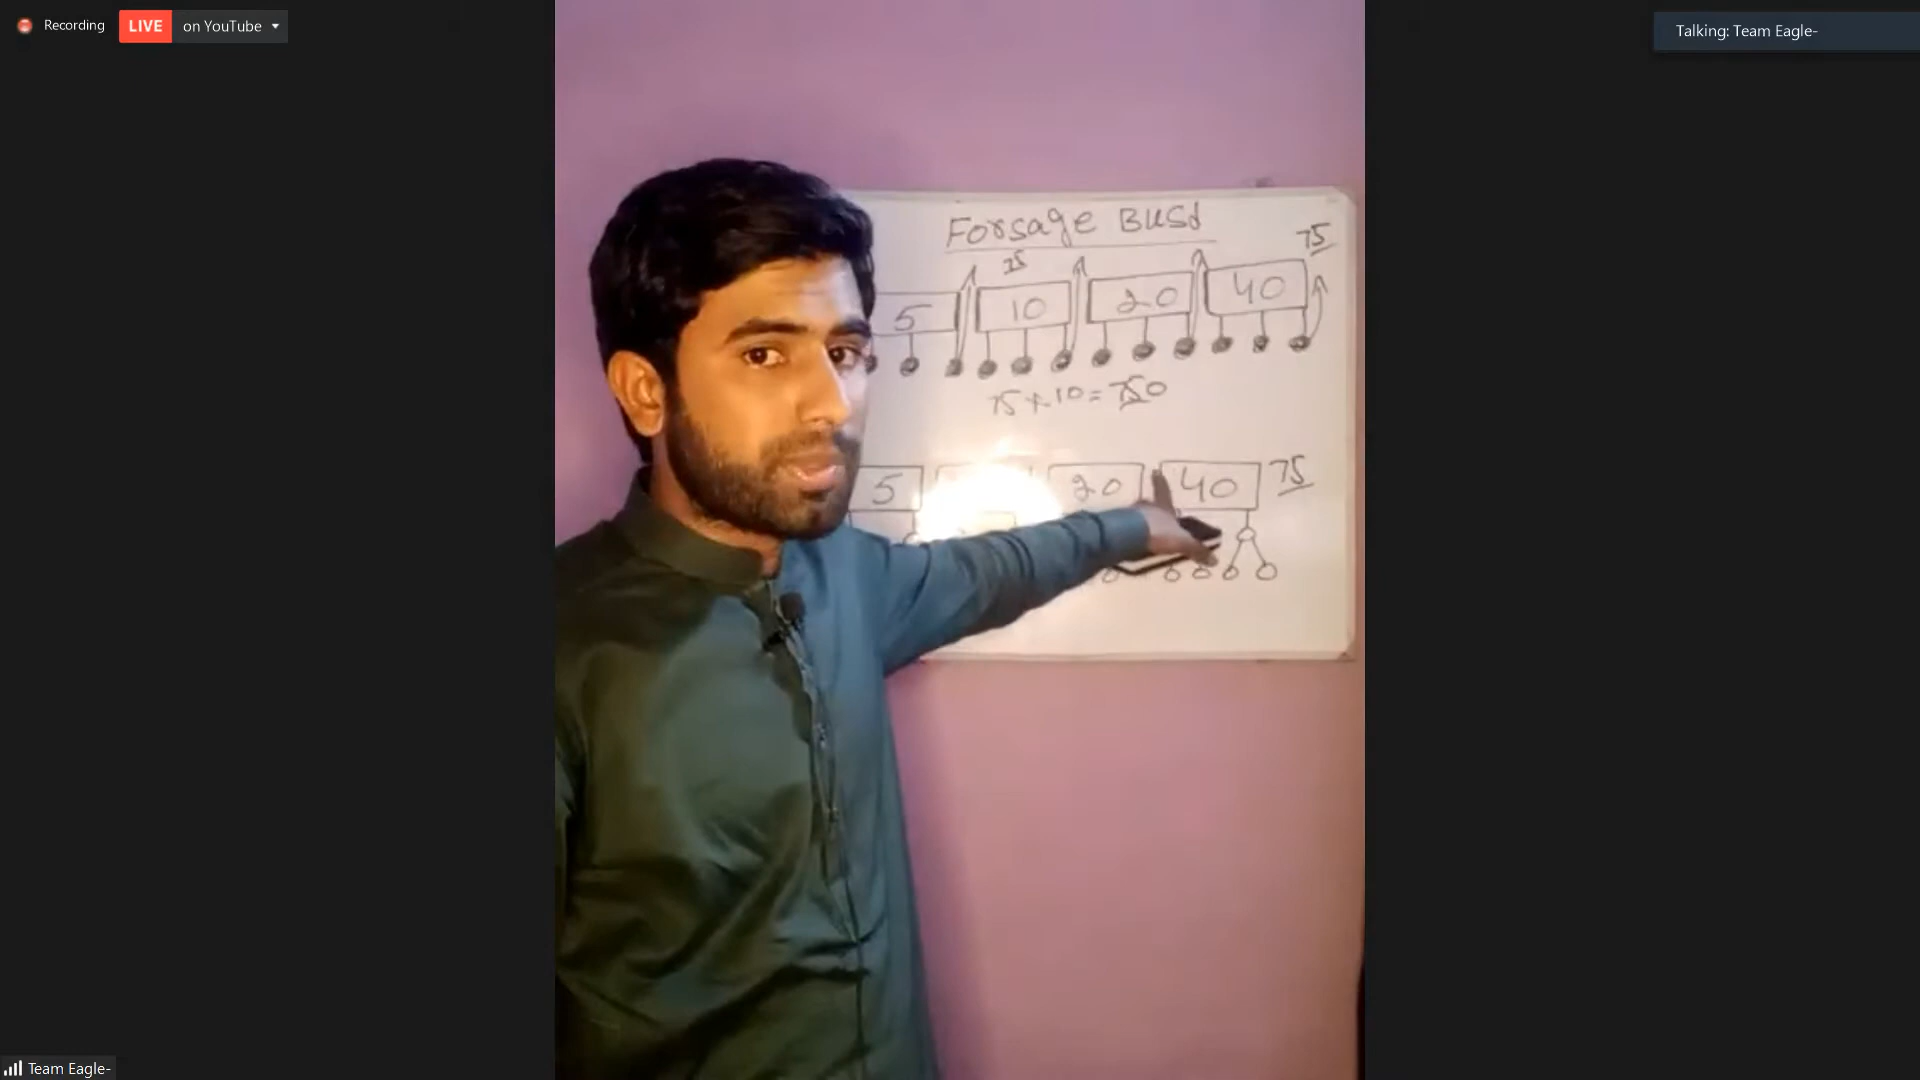 Recording
LIVE on YouTube
Talking: Team Eagle-
Forsage BUSd
75
5 10 20 40
75 + 10 = 750
5 20 40 75
Team Eagle-